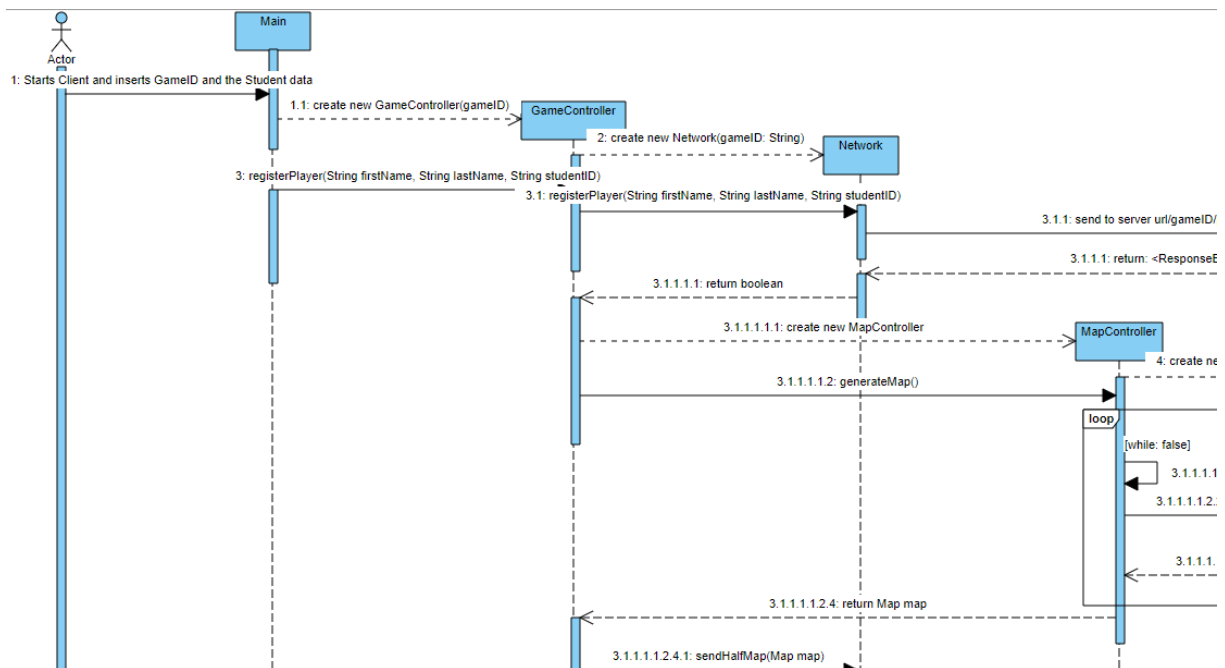 Main
Actor
1: Starts Client and inserts GameID and the Student data
1.1: create new GameController(gameID)
GameController
2: create new Network(gameID: String)
Network
3: registerPlayer(String firstName, String lastName, String studentID)
3.1: registerPlayer(String firstName, String lastName, String studentID)
3.1.1: send to server url/gameID/
3.1.1.1: return: <ResponseE
3.1.1.1.1: return boolean
3.1.1.1.1.1: create new MapController
MapController
4: create ne
3.1.1.1.1.2: generateMap()
loop
[while: false]
3.1.1.1.1
3.1.1.1.1.2.
3.1.1.1.
3.1.1.1.1.2.4: return Map map
3.1.1.1.1.2.4.1: sendHalfMap(Map map)